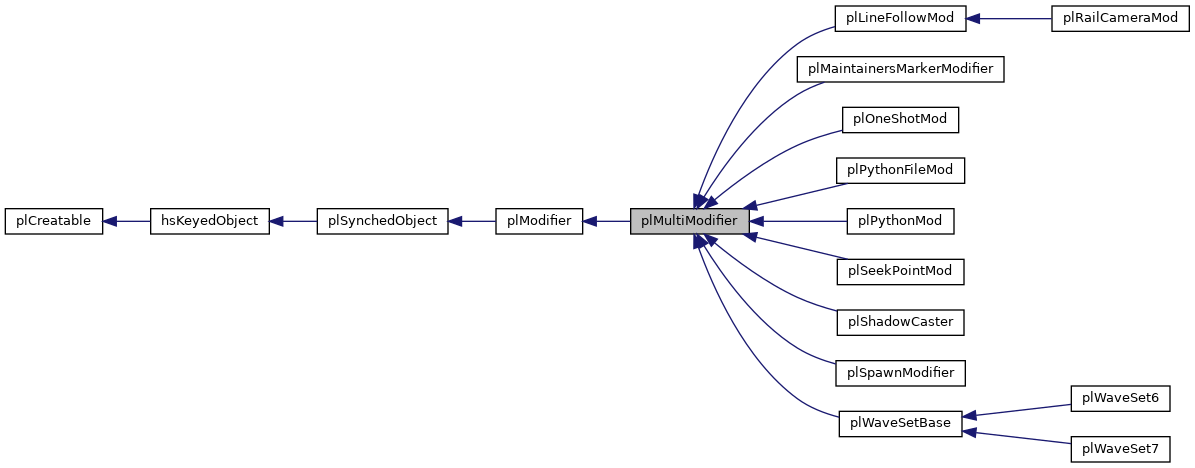 plLineFollowMod
plRailCameraMod
plMaintainersMarkerModifier
plOneShotMod
plPythonFileMod
plCreatable
hsKeyedObject
plSynchedObject
plModifier
plMultiModifier
plPythonMod
plSeekPointMod
plShadowCaster
plSpawnModifier
plWaveSetBase
plWaveSet6
plWaveSet7